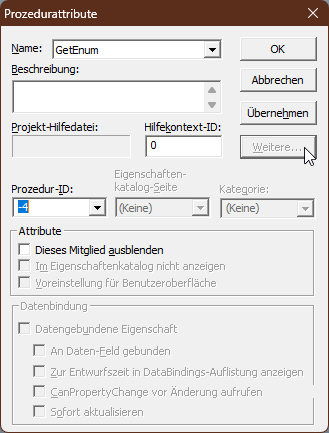 Prozedurattribute
Name: GetEnum
OK
Beschreibung:
Abbrechen
Übernehmen
Projekt-Hilfedatei: Hilfekontext-ID:
0
Weitere...
Prozedur-ID: Eigenschaften-
katalog-Seite Kategorie:
-4 (Keine) (Keine)
Attribute
Dieses Mitglied ausblenden
Im Eigenschaftenkatalog nicht anzeigen
Voreinstellung für Benutzeroberfläche
Datenbindung
Datengebundene Eigenschaft
An Daten-Feld gebunden
Zur Entwurfszeit in DataBindings-Auflistung anzeigen
CanPropertyChange vor Änderung aufrufen
Sofort aktualisieren